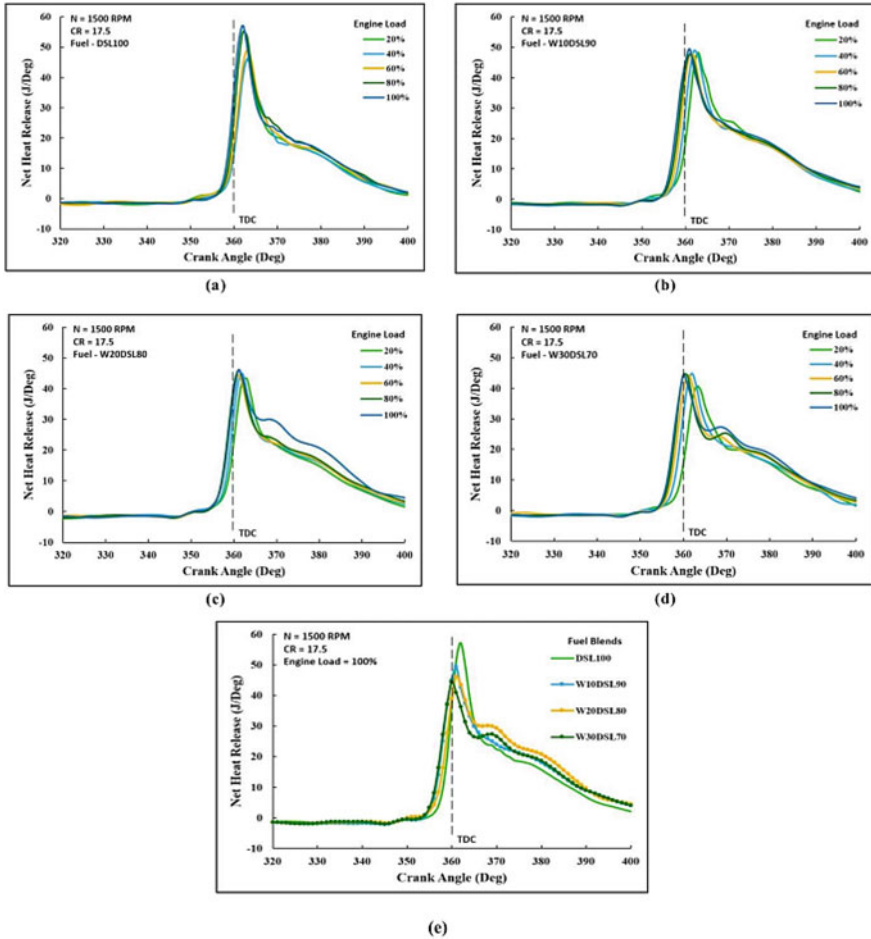 N = 1500 RPM
CR = 17.5
Fuel - DSL100
Engine Load
20%
40%
60%
80%
100%
Net Heat Release (J/Deg)
60
50
40
30
20
10
0
-10
TDC
320 330 340 350 360 370 380 390 400
Crank Angle (Deg)
(a)
N = 1500 RPM
CR = 17.5
Fuel - W10DSL90
Engine Load
20%
40%
60%
80%
100%
Net Heat Release (J/Deg)
60
50
40
30
20
10
0
-10
TDC
320 330 340 350 360 370 380 390 400
Crank Angle (Deg)
(b)
N = 1500 RPM
CR = 17.5
Fuel - W20DSL80
Engine Load
20%
40%
60%
80%
100%
Net Heat Release (J/Deg)
60
50
40
30
20
10
0
-10
TDC
320 330 340 350 360 370 380 390 400
Crank Angle (Deg)
(c)
N = 1500 RPM
CR = 17.5
Fuel - W30DSL70
Engine Load
20%
40%
60%
80%
100%
Net Heat Release (J/Deg)
60
50
40
30
20
10
0
-10
TDC
320 330 340 350 360 370 380 390 400
Crank Angle (Deg)
(d)
N = 1500 RPM
CR = 17.5
Engine Load = 100%
Fuel Blends
DSL100
W10DSL90
W20DSL80
W30DSL70
Net Heat Release (J/Deg)
60
50
40
30
20
10
0
-10
TDC
320 330 340 350 360 370 380 390 400
Crank Angle (Deg)
(e)